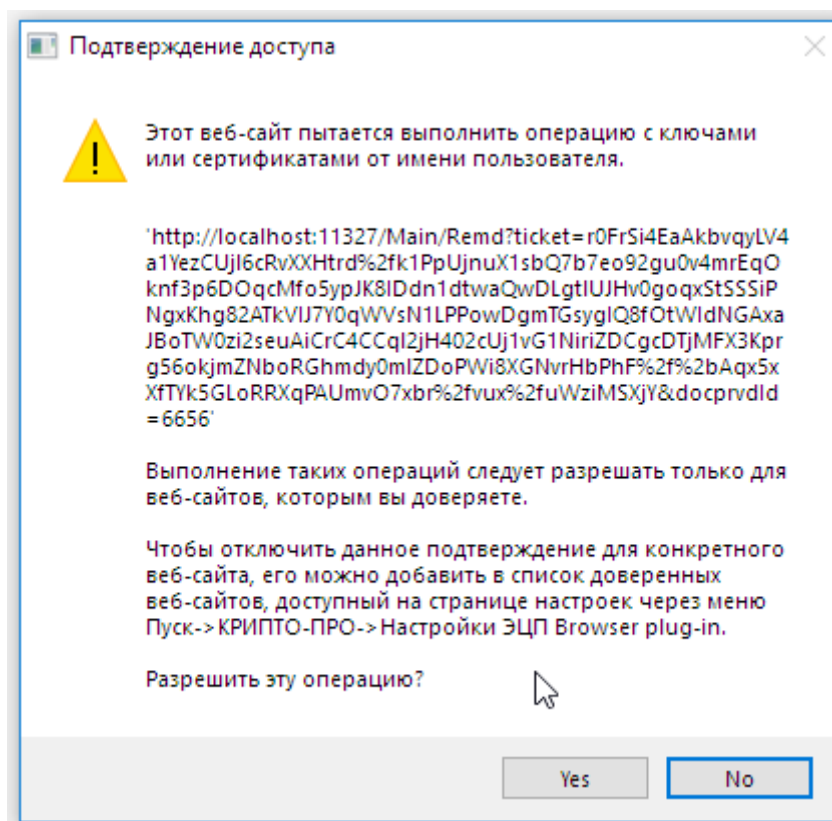 Подтверждение доступа
Этот веб-сайт пытается выполнить операцию с ключами
или сертификатами от имени пользователя.
'http://localhost:11327/Main/Remd?ticket=r0FrSi4EaAkbvqyLV4
a1YezCUjI6cRvXXHtrd%2fk1PpUjnuX1sbQ7b7eo92gu0v4mrEqO
knf3p6DOqcMfo5ypJK8IDdn1dtwaQwDLgtIUJHv0goqxStSSSiP
NgxKhg82ATkVIJ7Y0qWVsN1LPPowDgmTGsygIQ8fOtWIdNGAxa
JBoTW0zi2seuAiCrC4CCqI2jH402cUj1vG1NiriZDCgcDTjMFX3Kpr
g56okjmZNboRGhmdy0mIZDoPWi8XGNvrHbPhF%2f%2bAqx5x
XfTYk5GLoRRXqPAUmvO7xbr%2fvux%2fuWziMSXjY&docprvdId
=6656'
Выполнение таких операций следует разрешать только для
веб-сайтов, которым вы доверяете.
Чтобы отключить данное подтверждение для конкретного
веб-сайта, его можно добавить в список доверенных
веб-сайтов, доступный на странице настроек через меню
Пуск->КРИПТО-ПРО->Настройки ЭЦП Browser plug-in.
Разрешить эту операцию?
Yes No